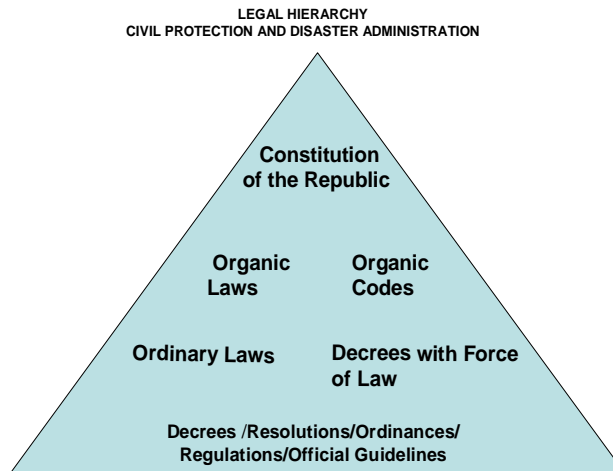 LEGAL HIERARCHY
CIVIL PROTECTION AND DISASTER ADMINISTRATION
Constitution
of the Republic
Organic
Laws
Organic
Codes
Ordinary Laws
Decrees with Force
of Law
Decrees /Resolutions/Ordinances/
Regulations/Official Guidelines